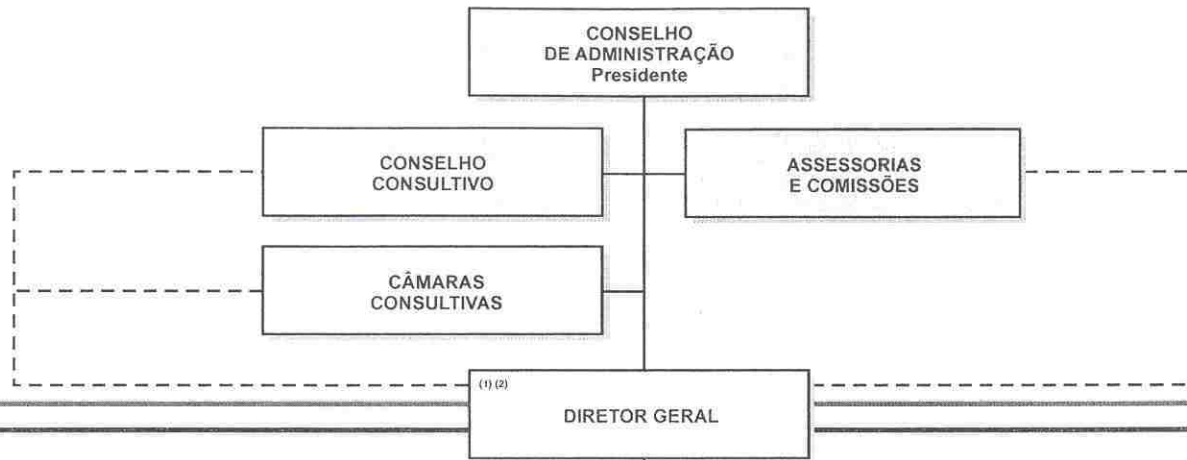 CONSELHO
DE ADMINISTRAÇÃO
Presidente
CONSELHO
CONSULTIVO
ASSESSORIAS
E COMISSÕES
CÂMARAS
CONSULTIVAS
(1) (2)
DIRETOR GERAL